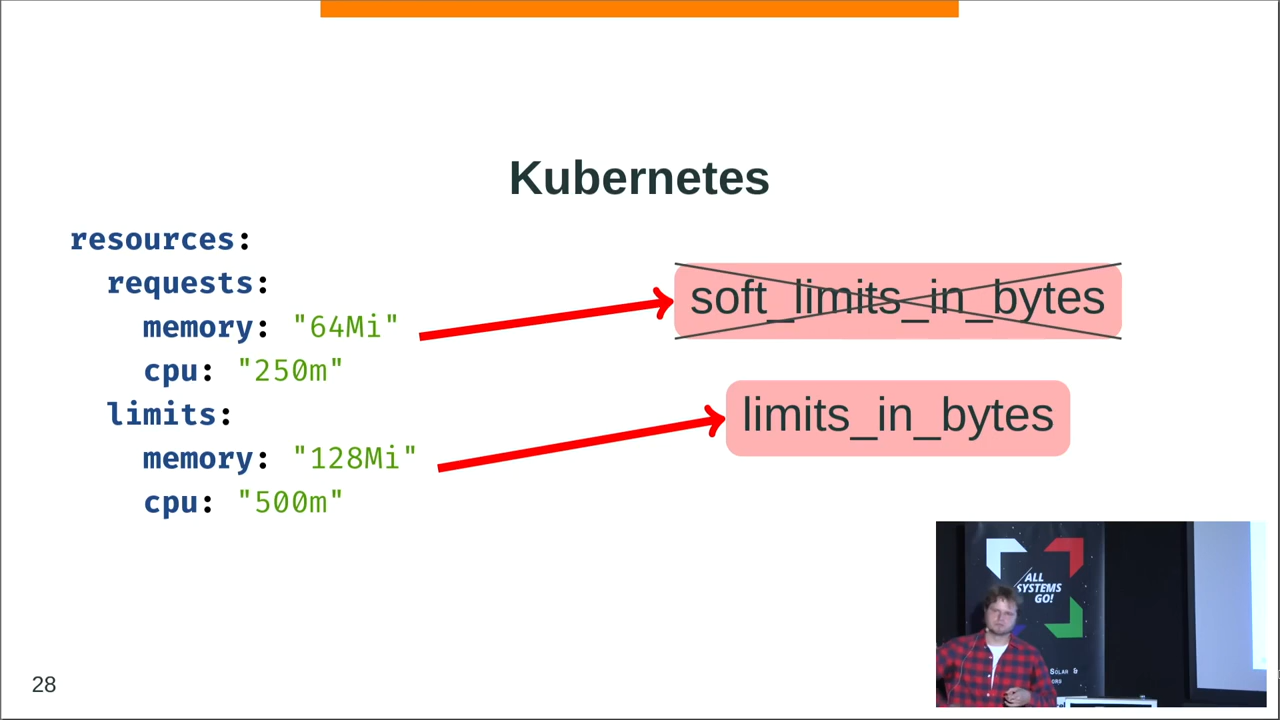 Kubernetes
resources:
requests:
memory: "64Mi"
cpu: "250m"
limits:
memory: "128Mi"
cpu: "500m"
soft_limits_in_bytes
limits_in_bytes
ALL
SYSTEMS
GO!
28